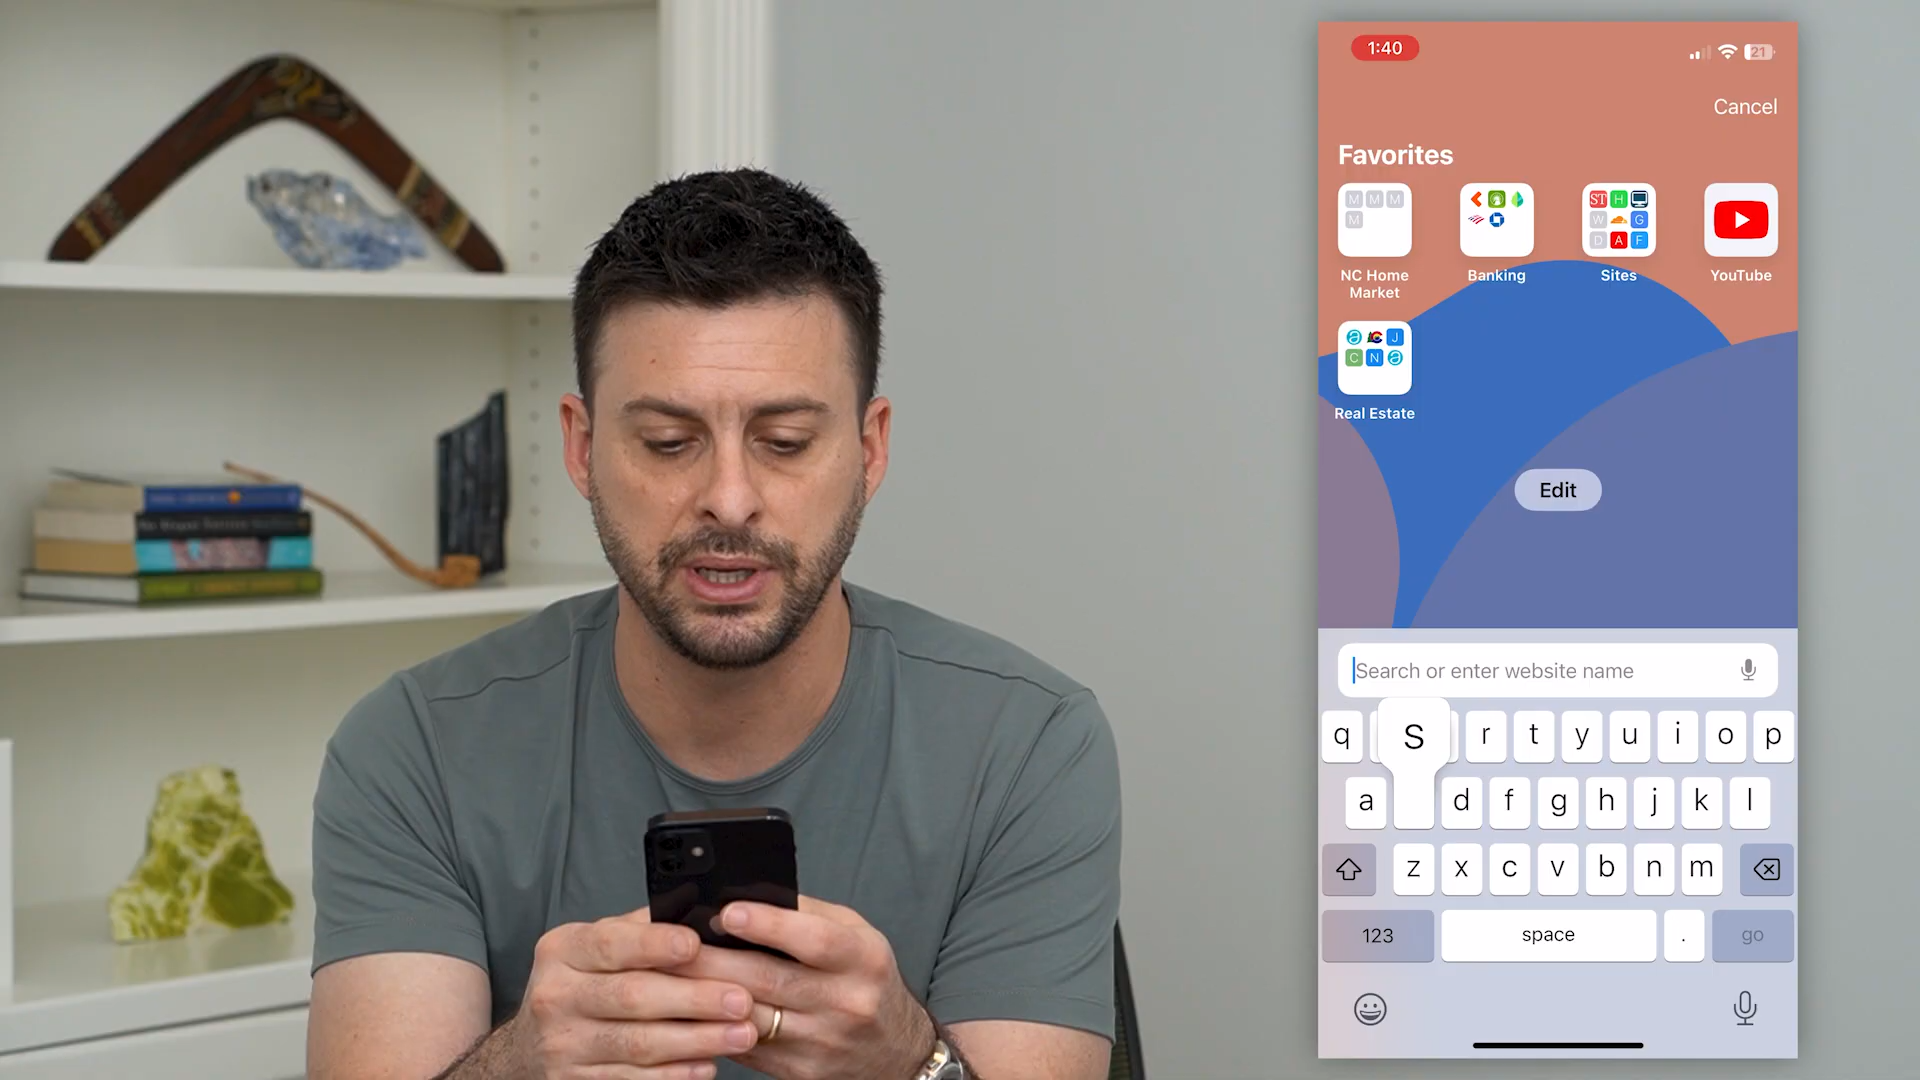 1:40
21
Cancel
Favorites
M M M
M
ST H
W G
D A F
NC Home
Market
Banking
Sites
YouTube
J
C N
Real Estate
Edit
Search or enter website name
q S r t y u i o p
a d f g h j k l
z x c v b n m
123 space . go